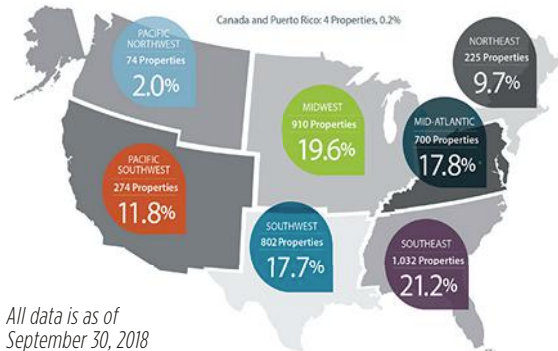 Canada and Puerto Rico: 4 Properties, 0.2%
PACIFIC
NORTHWEST
74 Properties
2.0%
NORTHEAST
225 Properties
9.7%
MIDWEST
910 Properties
19.6%
MID-ATLANTIC
700 Properties
17.8%
PACIFIC
SOUTHWEST
274 Properties
11.8%
SOUTHWEST
802 Properties
17.7%
SOUTHEAST
1,032 Properties
21.2%
All data is as of
September 30, 2018